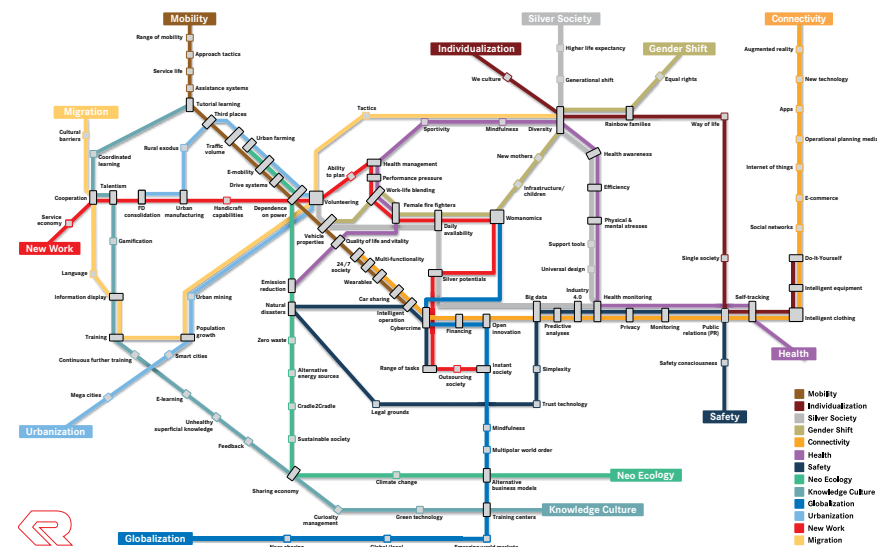 Mobility
Silver Society
Connectivity
Range of mobility
Higher life expectancy
Augmented reality
Individualization
Gender Shift
Approach tactics
Service life
We culture
Generational shift
Equal rights
New technology
Assistance systems
Tutorial learning
Migration
Third places
Tactics
Apps
Cultural
barriers
Urban farming
Sportivity
Mindfulness
Diversity
Rainbow families
Way of life
Traffic
volume
Operational planning media
Rural exodus
Coordinated
learning
Ability
to plan
Health management
New mothers
Health awareness
E-mobility
Internet of things
Talentism
Drive systems
Performance pressure
Efficiency
Cooperation
Work-life blending
Infrastructure/
children
E-commerce
FD
consolidation
Urban
manufacturing
Handicraft
capabilities
Dependence
on power
Volunteering
Female fire fighters
Womanomics
Service
economy
Physical &
mental stresses
Vehicle
properties
Daily
availability
Social networks
New Work
Gamification
Quality of life and vitality
Support tools
24/7
society
Multi-functionality
Single society
Do-It-Yourself
Language
Wearables
Silver potentials
Universal design
Emission
reduction
Industry
4.0
Intelligent equipment
Information display
Urban mining
Car sharing
Big data
Health monitoring
Self-tracking
Natural
disasters
Intelligent
operation
Intelligent clothing
Cybercrime
Financing
Open
innovation
Predictive
analyses
Privacy
Monitoring
Public
relations (PR)
Training
Population
growth
Zero waste
Health
Continuous further training
Smart cities
Safety consciousness
Range of tasks
Outsourcing
society
Instant
society
Simplexity
Alternative
energy sources
E-learning
Mega cities
Legal grounds
Trust technology
Cradle2Cradle
Unhealthy
superficial knowledge
Safety
Urbanization
Mindfulness
Feedback
Sustainable society
Multipolar world order
Sharing economy
Climate change
Alternative
business models
Neo Ecology
Curiosity
management
Green technology
Training centers
Knowledge Culture
Globalization
Mobility
Individualization
Silver Society
Gender Shift
Connectivity
Health
Safety
Neo Ecology
Knowledge Culture
Globalization
Urbanization
New Work
Migration